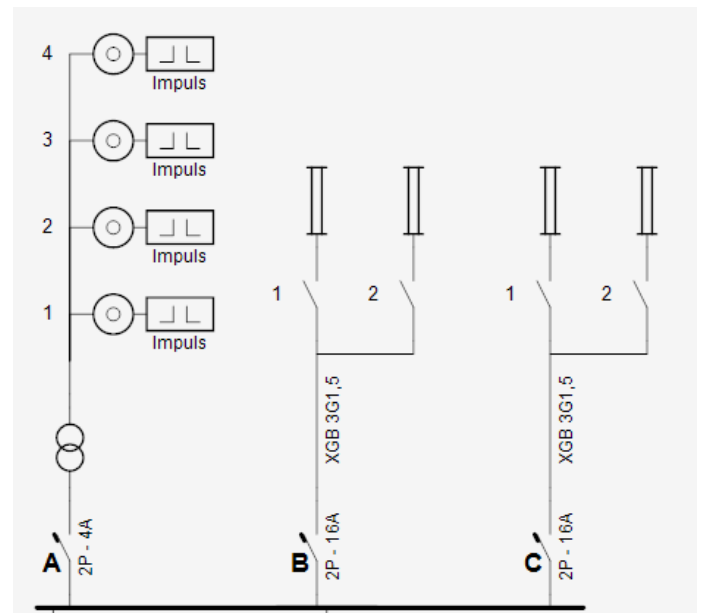 4
Impuls
3
Impuls
2
Impuls
1
Impuls
1
2
1
2
XGB 3G1,5
XGB 3G1,5
A
2P - 4A
B
2P - 16A
C
2P - 16A